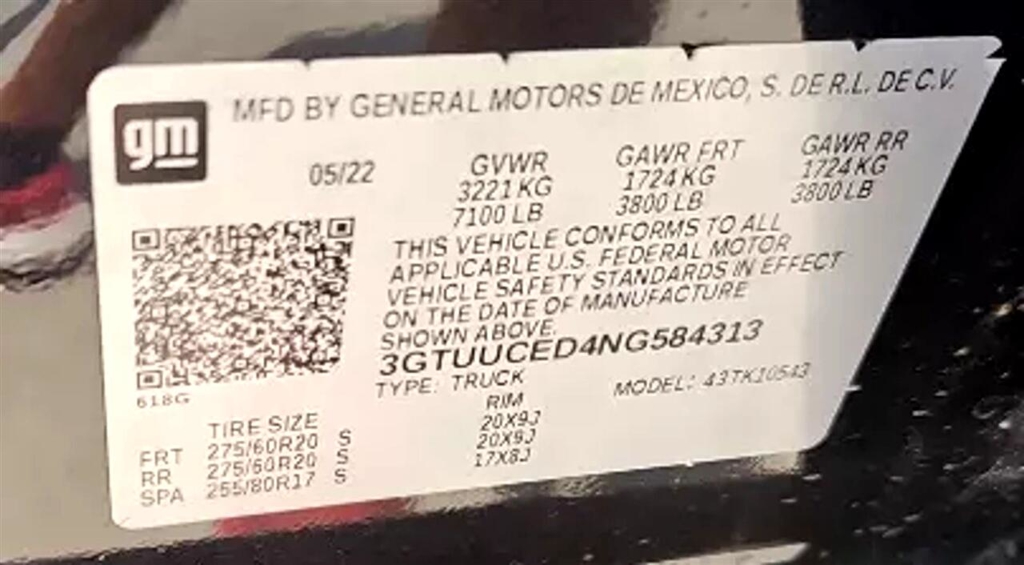 gm
MFD BY GENERAL MOTORS DE MEXICO, S. DE R.L. DE C.V.
05/22 GVWR GAWR FRT GAWR RR
3221 KG 1724 KG 1724 KG
7100 LB 3800 LB 3800 LB
THIS VEHICLE CONFORMS TO ALL
APPLICABLE U.S. FEDERAL MOTOR
VEHICLE SAFETY STANDARDS IN EFFECT
ON THE DATE OF MANUFACTURE
SHOWN ABOVE.
3GTUUCED4NG584313
TYPE: TRUCK MODEL: 43TK10543
618G
TIRE SIZE RIM
FRT 275/60R20 S 20X9J
RR 275/60R20 S 20X9J
SPA 255/80R17 S 17X8J